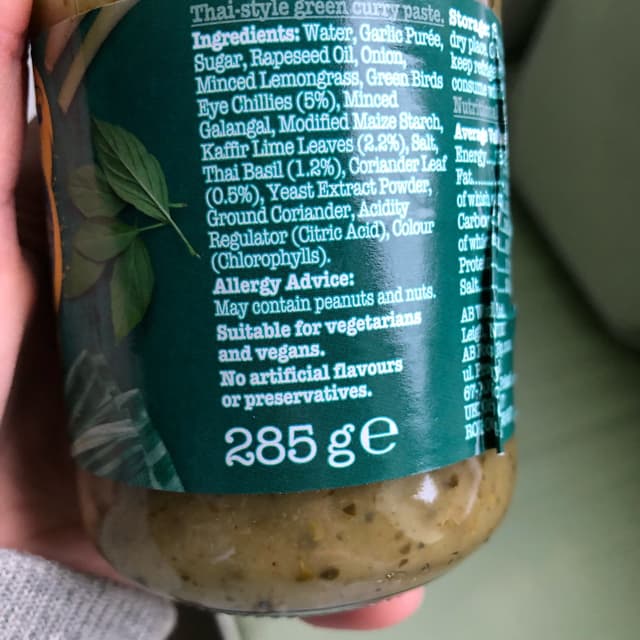 Thai-style green curry paste.
Ingredients: Water, Garlic Purée,
Sugar, Rapeseed Oil, Onion,
Minced Lemongrass, Green Birds
Eye Chillies (5%), Minced
Galangal, Modified Maize Starch,
Kaffir Lime Leaves (2.2%), Salt,
Thai Basil (1.2%), Coriander Leaf
(0.5%), Yeast Extract Powder,
Ground Coriander, Acidity
Regulator (Citric Acid), Colour
(Chlorophylls).
Allergy Advice:
May contain peanuts and nuts.
Suitable for vegetarians
and vegans.
No artificial flavours
or preservatives.
285 g e
Storage:
dry place.
keep
consume
Average
Energy
Fat
of which
of
Salt
AB
AB
ul.